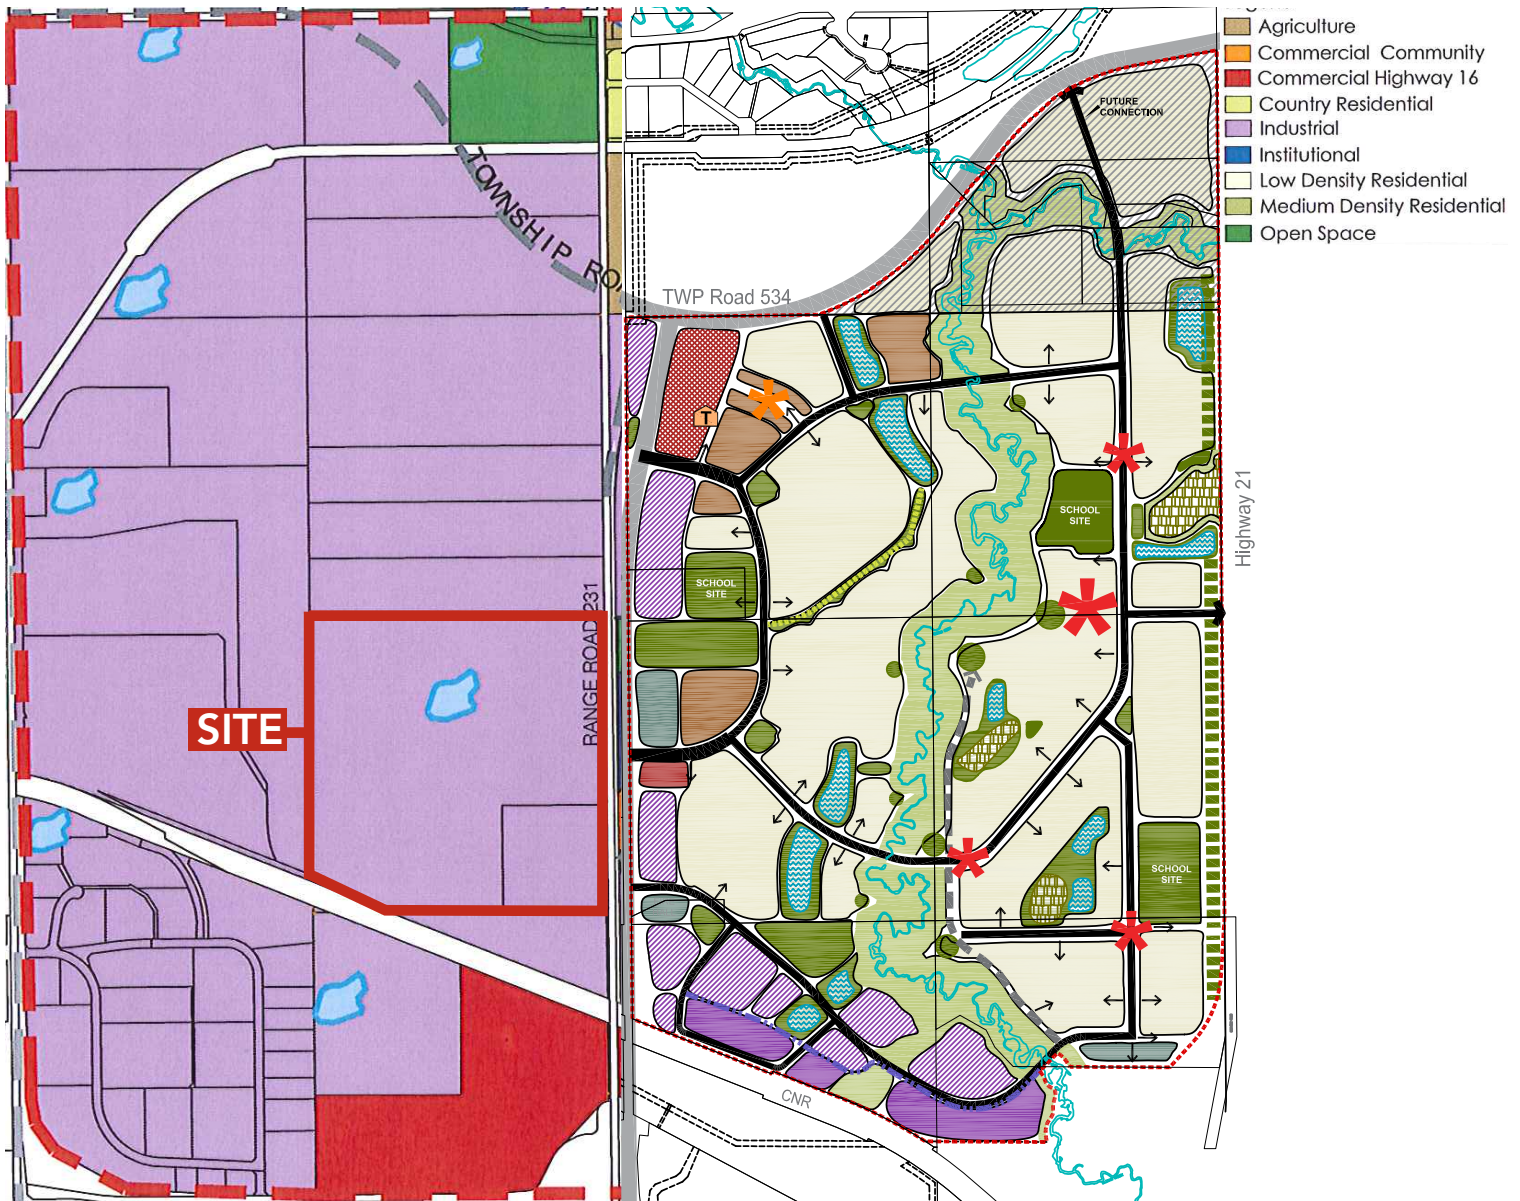 Agriculture
Commercial Community
Commercial Highway 16
Country Residential
Industrial
Institutional
Low Density Residential
Medium Density Residential
Open Space
FUTURE
CONNECTION
TOWNSHIP RO
TWP Road 534
T
SCHOOL
SITE
Highway 21
SCHOOL
SITE
RANGE ROAD 231
SITE
SCHOOL
SITE
CNR